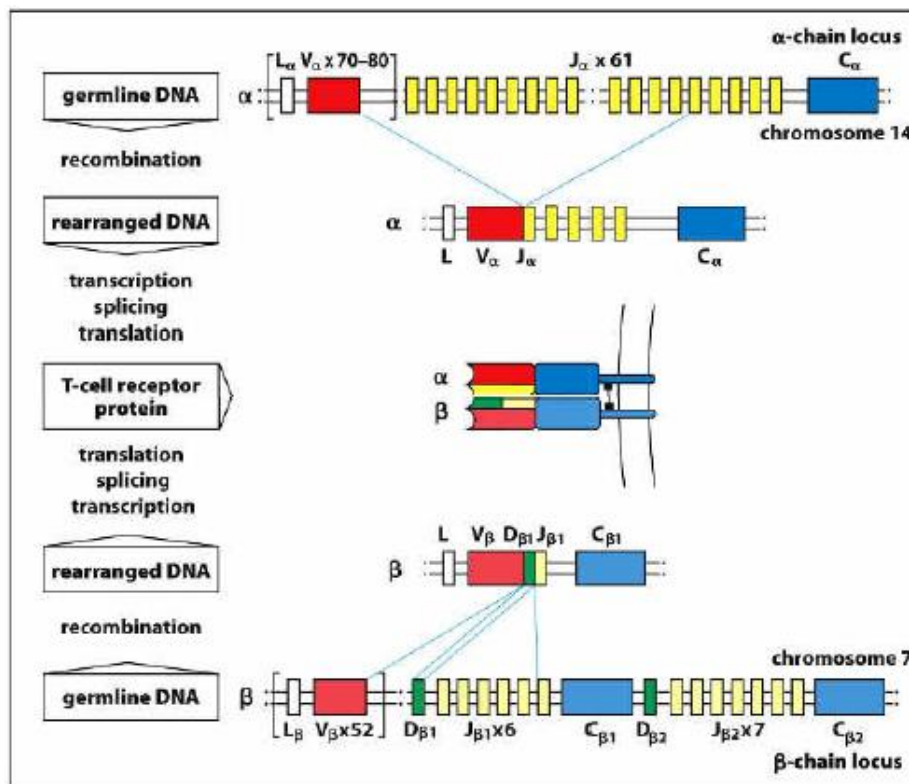 α-chain locus
Lα Vα x 70–80
Jα x 61
Cα
germline DNA
α
chromosome 14
recombination
rearranged DNA
α
L
Vα
Jα
Cα
transcription
splicing
translation
T-cell receptor
protein
α
β
translation
splicing
transcription
L
Vβ
Dβ1
Jβ1
Cβ1
rearranged DNA
β
recombination
chromosome 7
germline DNA
β
Lβ
Vβx52
Dβ1
Jβ1x6
Cβ1
Dβ2
Jβ2x7
Cβ2
β-chain locus